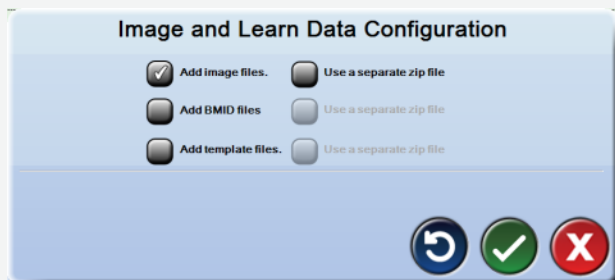 Image and Learn Data Configuration
Add image files. Use a separate zip file
Add BMID files Use a separate zip file
Add template files. Use a separate zip file